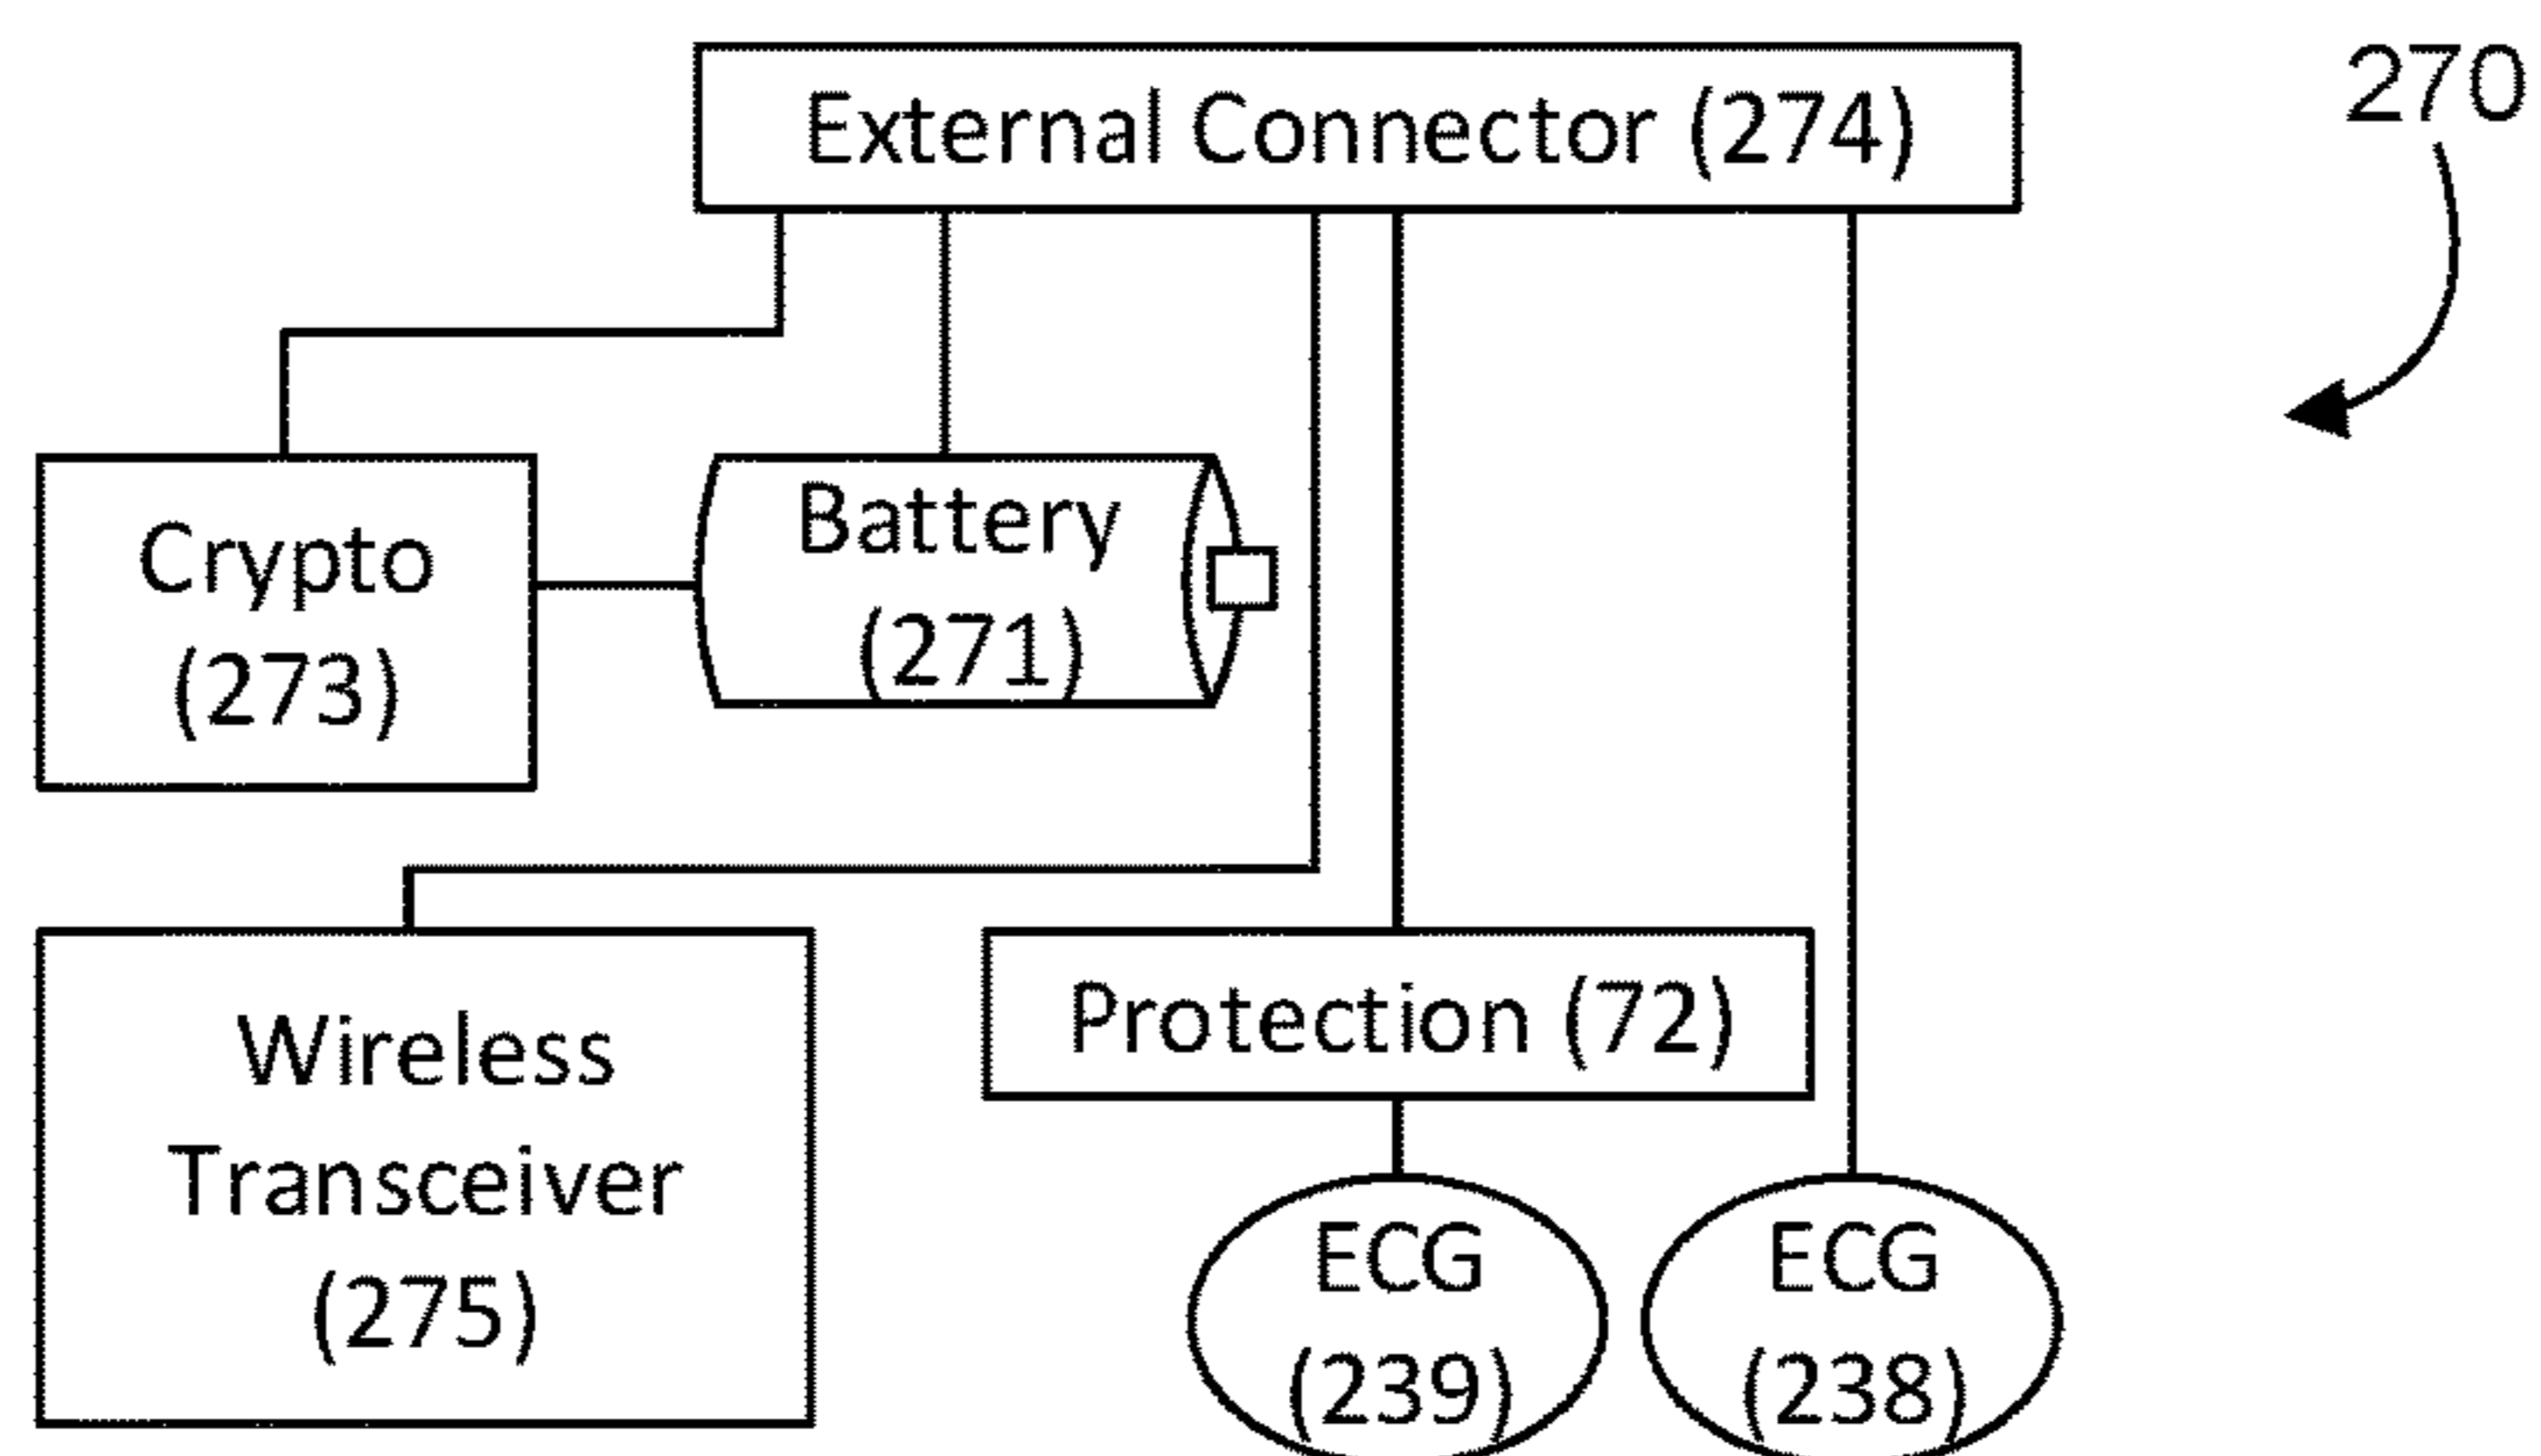 External Connector (274)
270
Crypto
(273)
Battery
(271)
Wireless
Transceiver
(275)
Protection (72)
ECG
(239)
ECG
(238)